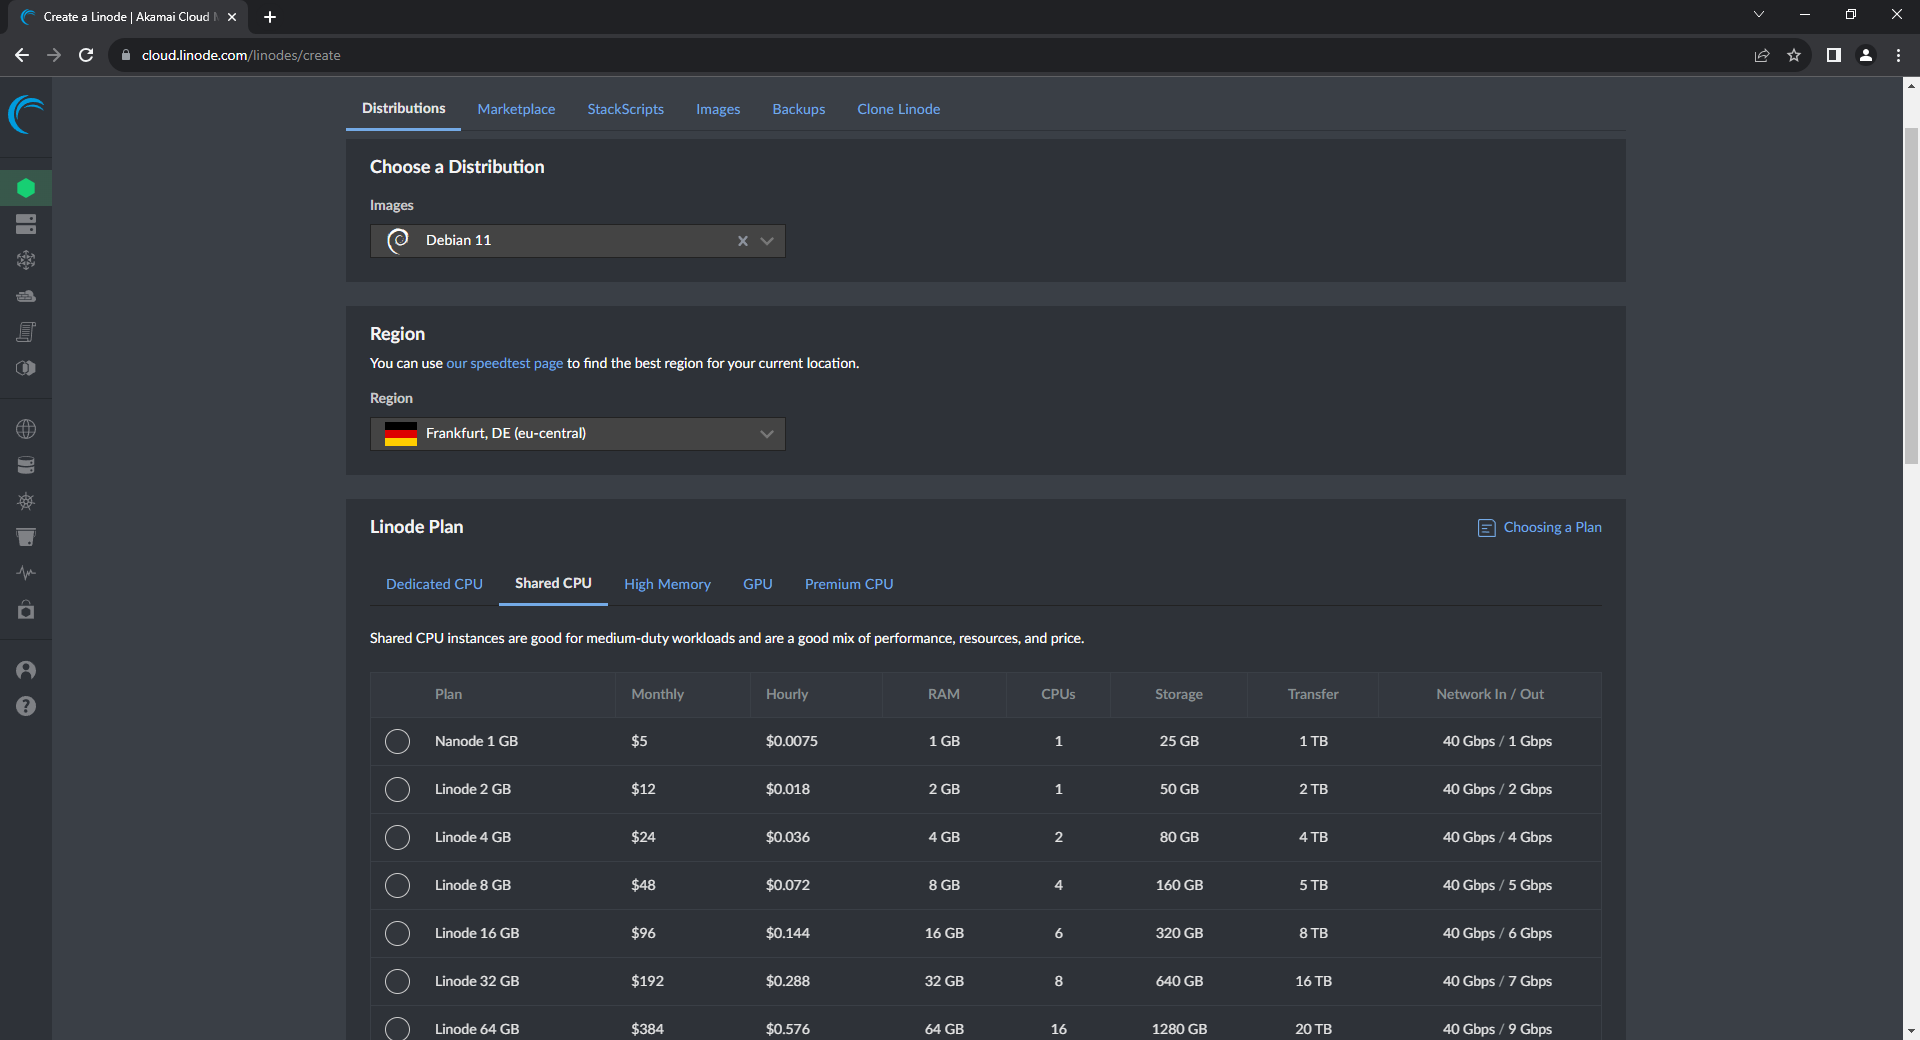 Create a Linode | Akamai Cloud M
cloud.linode.com/linodes/create
Distributions Marketplace StackScripts Images Backups Clone Linode
Choose a Distribution
Images
Debian 11
Region
You can use our speedtest page to find the best region for your current location.
Region
Frankfurt, DE (eu-central)
Linode Plan Choosing a Plan
Dedicated CPU Shared CPU High Memory GPU Premium CPU
Shared CPU instances are good for medium-duty workloads and are a good mix of performance, resources, and price.
Plan Monthly Hourly RAM CPUs Storage Transfer Network In / Out
Nanode 1 GB $5 $0.0075 1 GB 1 25 GB 1 TB 40 Gbps / 1 Gbps
Linode 2 GB $12 $0.018 2 GB 1 50 GB 2 TB 40 Gbps / 2 Gbps
Linode 4 GB $24 $0.036 4 GB 2 80 GB 4 TB 40 Gbps / 4 Gbps
Linode 8 GB $48 $0.072 8 GB 4 160 GB 5 TB 40 Gbps / 5 Gbps
Linode 16 GB $96 $0.144 16 GB 6 320 GB 8 TB 40 Gbps / 6 Gbps
Linode 32 GB $192 $0.288 32 GB 8 640 GB 16 TB 40 Gbps / 7 Gbps
Linode 64 GB $384 $0.576 64 GB 16 1280 GB 20 TB 40 Gbps / 9 Gbps